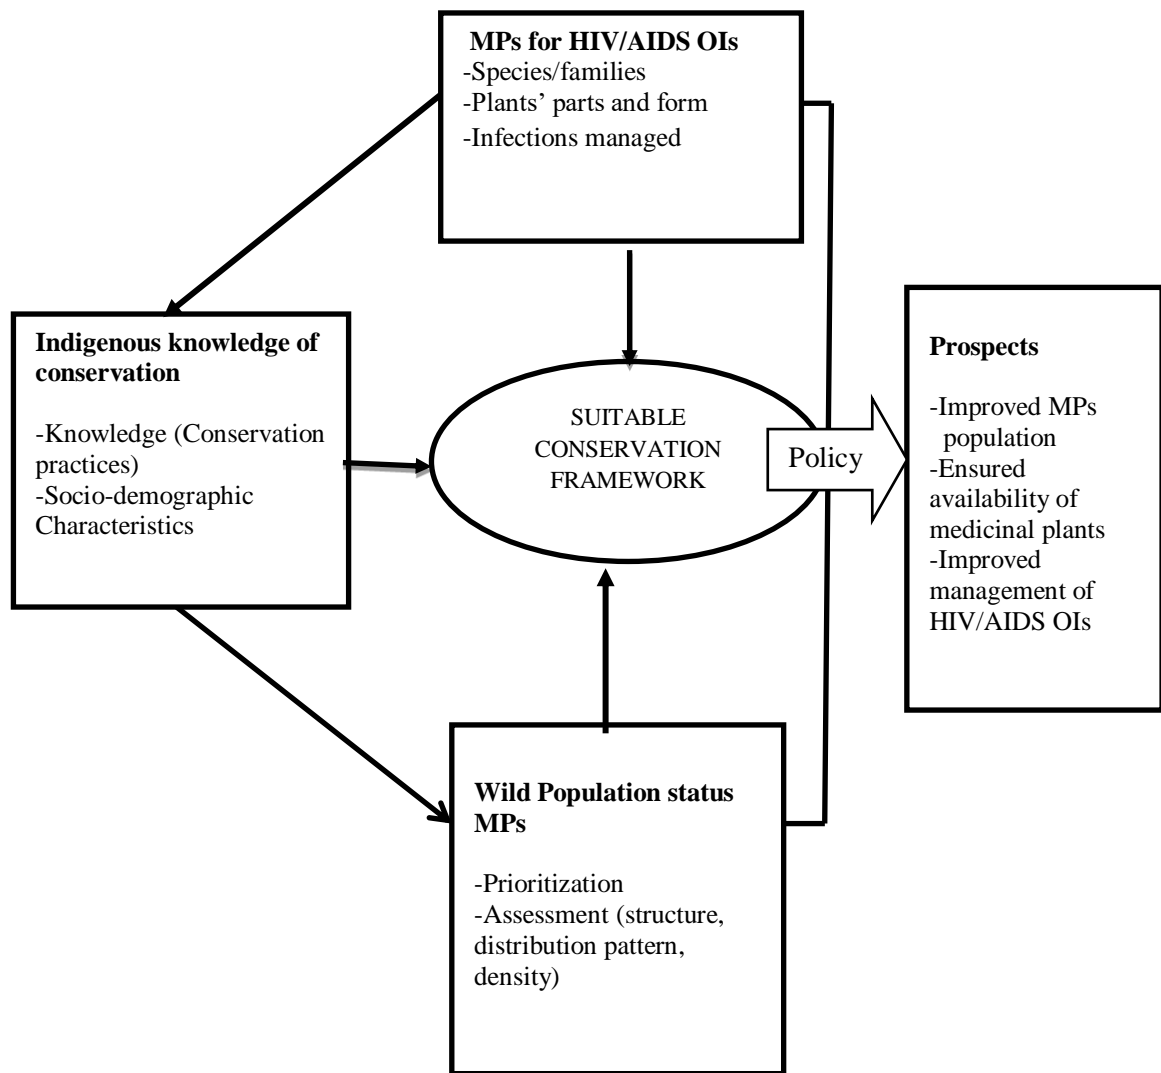 MPs for HIV/AIDS OIs
-Species/families
-Plants’ parts and form
-Infections managed
Indigenous knowledge of
conservation
-Knowledge (Conservation
practices)
-Socio-demographic
Characteristics
SUITABLE
CONSERVATION
FRAMEWORK
Policy
Prospects
-Improved MPs
population
-Ensured
availability of
medicinal plants
-Improved
management of
HIV/AIDS OIs
Wild Population status
MPs
-Prioritization
-Assessment (structure,
distribution pattern,
density)